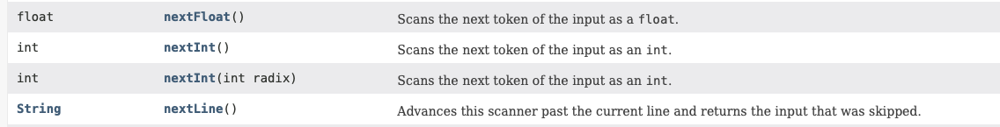 float nextFloat() Scans the next token of the input as a float.
int nextInt() Scans the next token of the input as an int.
int nextInt(int radix) Scans the next token of the input as an int.
String nextLine() Advances this scanner past the current line and returns the input that was skipped.